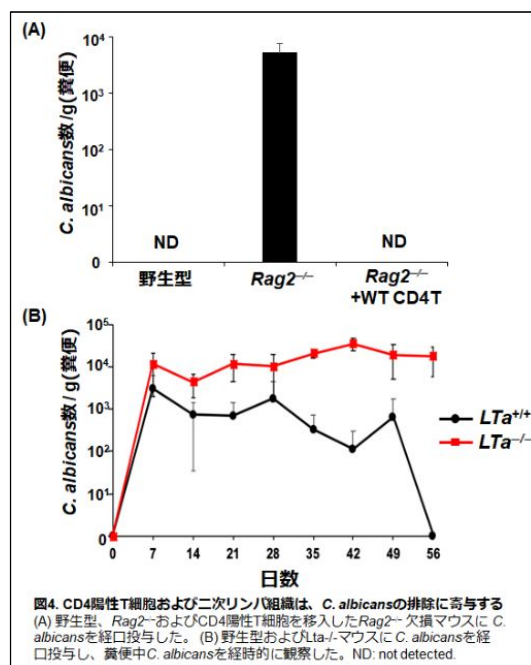 (A)
C. albicans数 /g(糞便)
10⁴
10³
10²
10¹
0
ND
ND
野生型
Rag2⁻/⁻
Rag2⁻/⁻
+WT CD4T
(B)
C. albicans数/g(糞便)
10⁵
10⁴
10³
10²
10¹
0
0 7 14 21 28 35 42 49 56
日数
LTa⁺/⁺
LTa⁻/⁻
図4. CD4陽性T細胞および二次リンパ組織は、C. albicansの排除に寄与する
(A) 野生型、Rag2⁻/⁻およびCD4陽性T細胞を移入したRag2⁻/⁻ 欠損マウスに C.
albicansを経口投与した。 (B) 野生型およびLta-/-マウスに C. albicansを経
口投与し、糞便中C. albicansを経時的に観察した。ND: not detected.